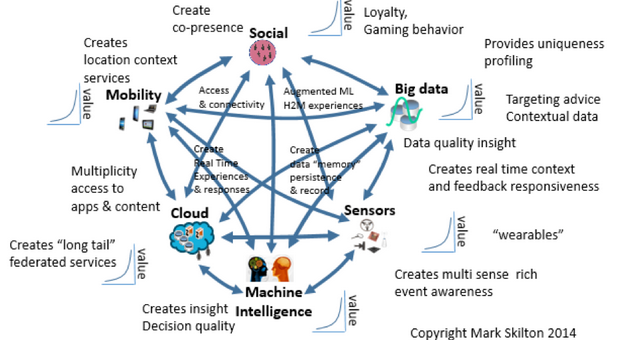 Create
co-presence
Social
value
Loyalty,
Gaming behavior
Creates
location context
services
Mobility
value
Access
& connectivity
Augmented ML
H2M experiences
Big data
value
Provides uniqueness
profiling
Targeting advice
Contextual data
Data quality insight
Create
Real Time
Experiences
& responses
Create
data “memory”
persistence
& record
Multiplicity
access to
apps & content
Creates real time context
and feedback responsiveness
Cloud
Sensors
value
“wearables”
Creates “long tail”
federated services
value
Creates multi sense rich
event awareness
Machine
Intelligence
value
Creates insight
Decision quality
Copyright Mark Skilton 2014